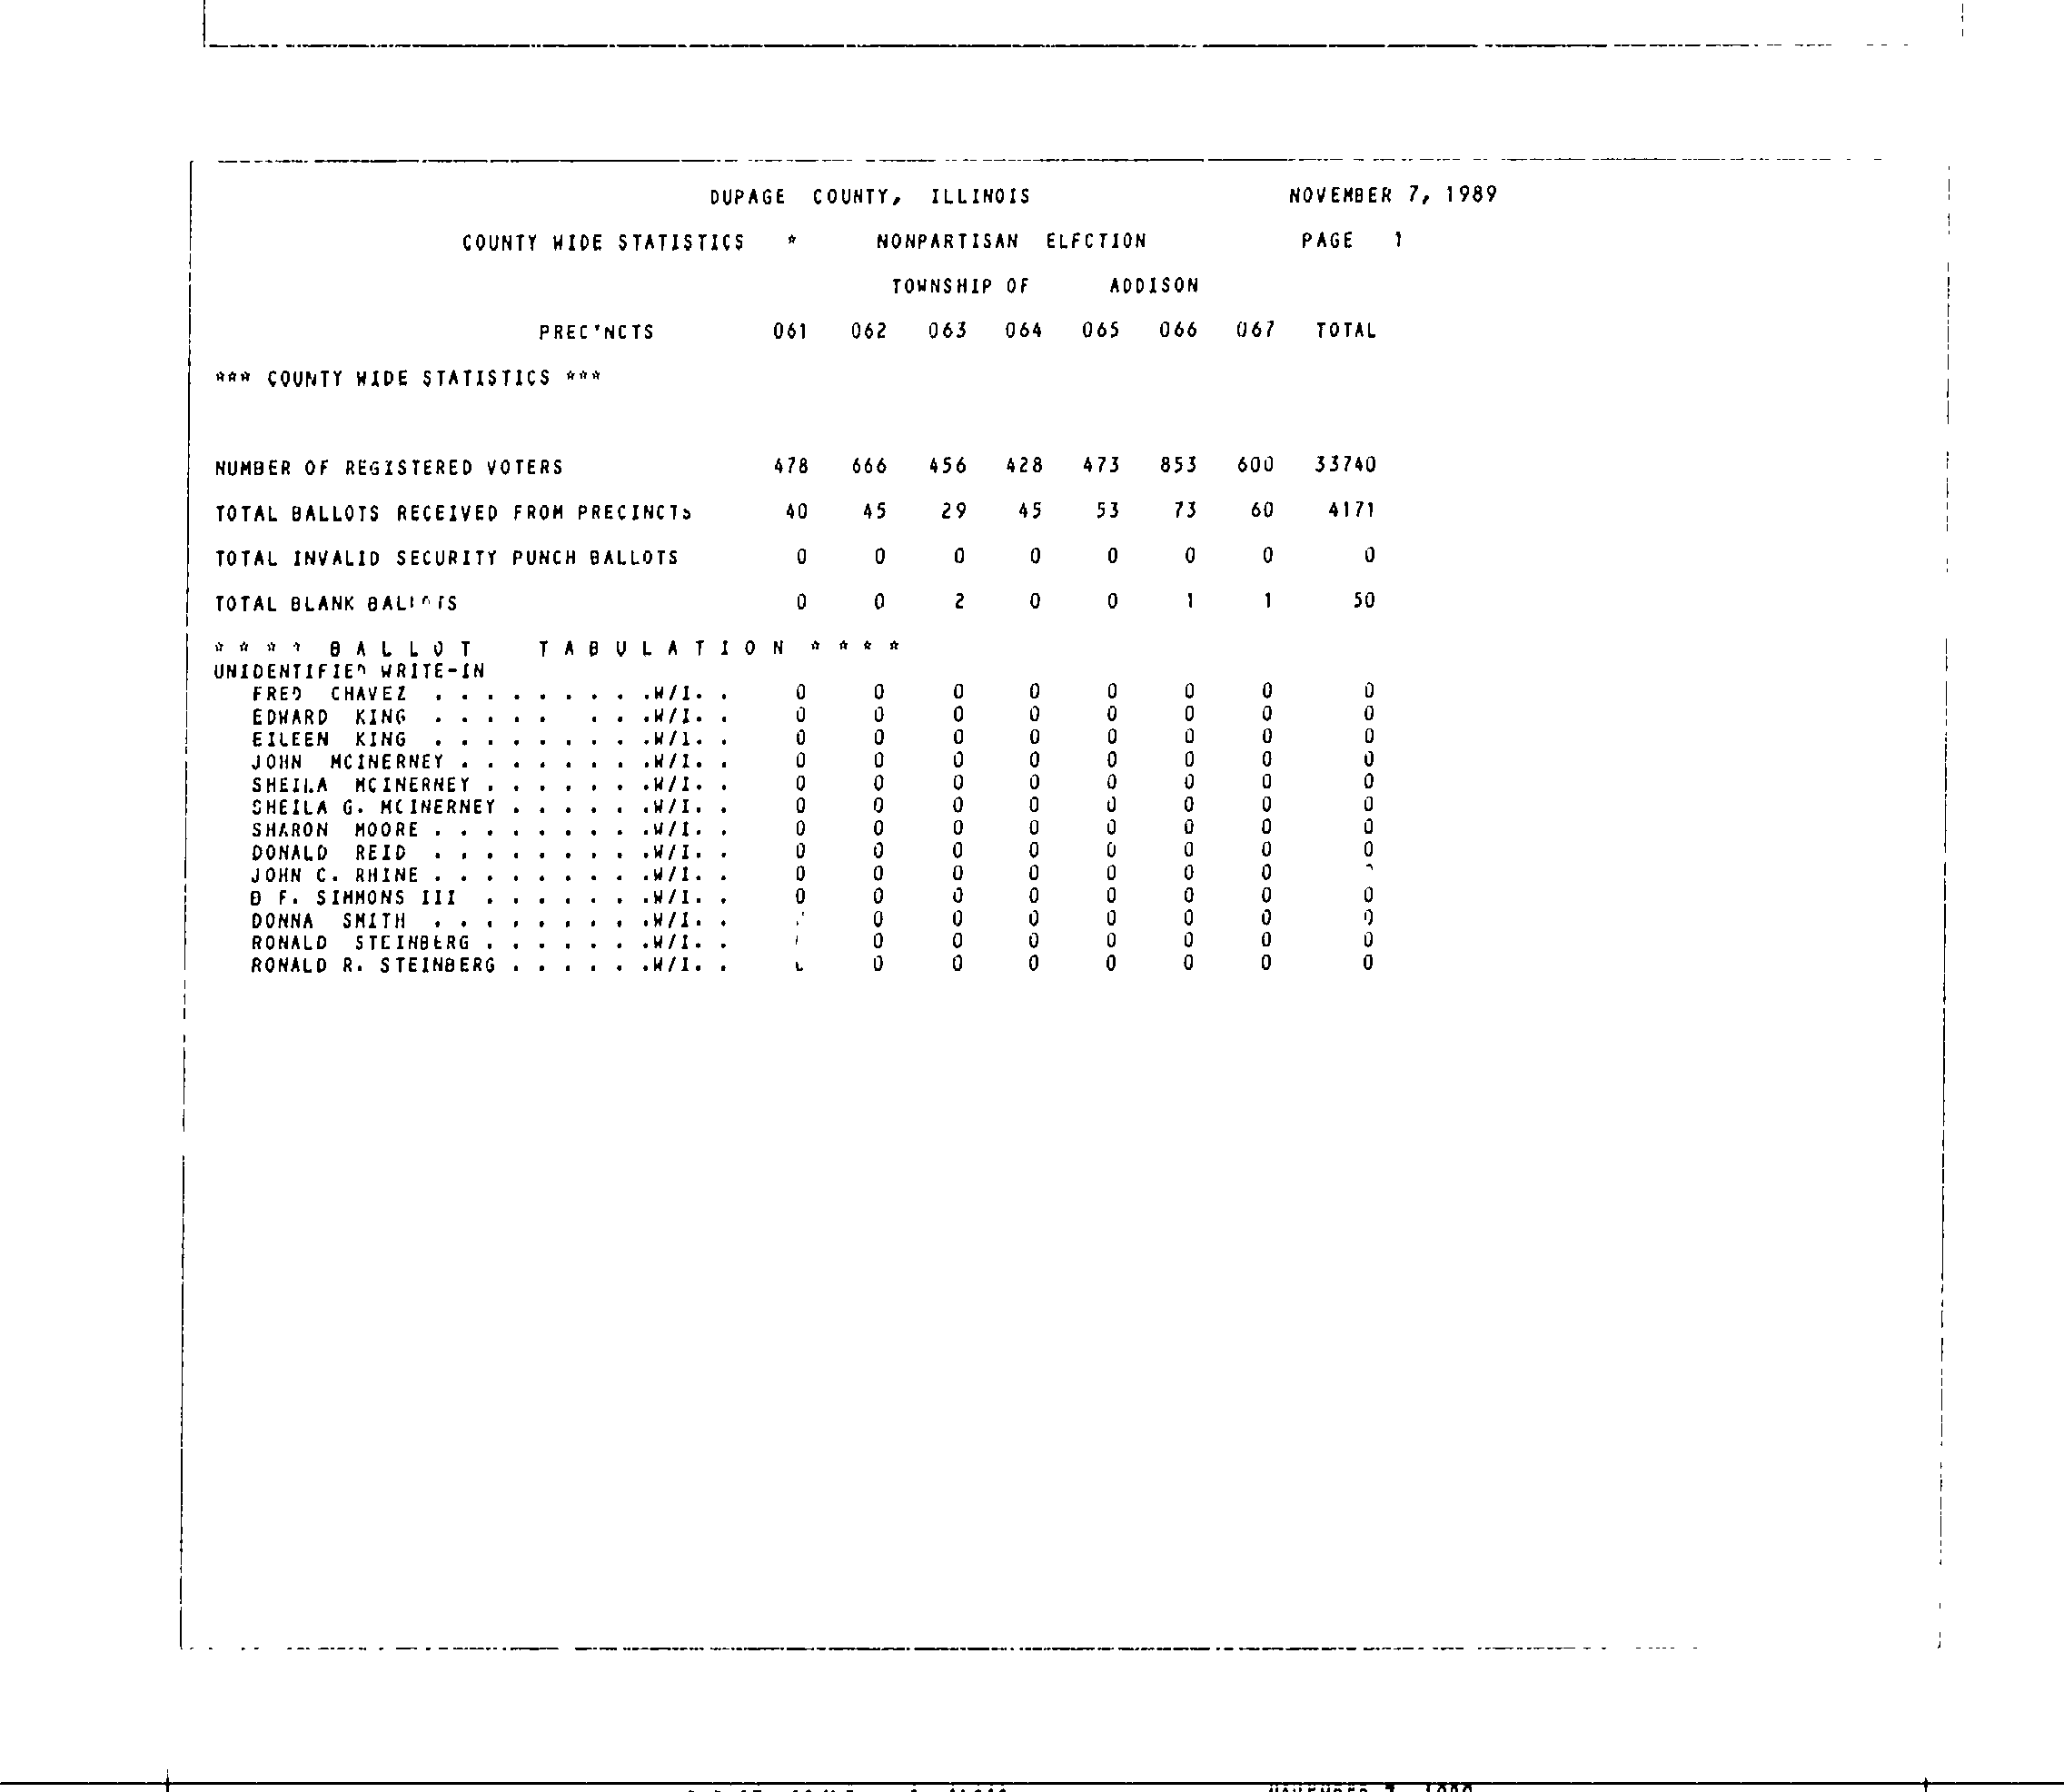 DUPAGE COUNTY, ILLINOIS NOVEMBER 7, 1989
COUNTY WIDE STATISTICS * NONPARTISAN ELFCTION PAGE 1
TOWNSHIP OF ADDISON
PREC'NCTS 061 062 063 064 065 066 067 TOTAL
*** COUNTY WIDE STATISTICS ***
NUMBER OF REGISTERED VOTERS 478 666 456 428 473 853 600 33740
TOTAL BALLOTS RECEIVED FROM PRECINCTS 40 45 29 45 53 73 60 4171
TOTAL INVALID SECURITY PUNCH BALLOTS 0 0 0 0 0 0 0 0
TOTAL BLANK BALLOTS 0 0 2 0 0 1 1 50
* * * * B A L L O T T A B U L A T I O N * * * *
UNIDENTIFIED WRITE-IN
FRED CHAVEZ . . . . . . . . .W/I. . 0 0 0 0 0 0 0 0
EDWARD KING . . . . . . . .W/I. . 0 0 0 0 0 0 0 0
EILEEN KING . . . . . . . . .W/I. . 0 0 0 0 0 0 0 0
JOHN MCINERNEY . . . . . . . .W/I. . 0 0 0 0 0 0 0 0
SHEILA MCINERNEY . . . . . . .W/I. . 0 0 0 0 0 0 0 0
SHEILA G. MCINERNEY . . . . . .W/I. . 0 0 0 0 0 0 0 0
SHARON MOORE . . . . . . . . .W/I. . 0 0 0 0 0 0 0 0
DONALD REID . . . . . . . . .W/I. . 0 0 0 0 0 0 0 0
JOHN C. RHINE . . . . . . . . .W/I. . 0 0 0 0 0 0 0
B F. SIMMONS III . . . . . . .W/I. . 0 0 0 0 0 0 0 0
DONNA SMITH . . . . . . . . .W/I. . 0 0 0 0 0 0 0
RONALD STEINBERG . . . . . . .W/I. . 0 0 0 0 0 0 0
RONALD R. STEINBERG . . . . . .W/I. . 0 0 0 0 0 0 0